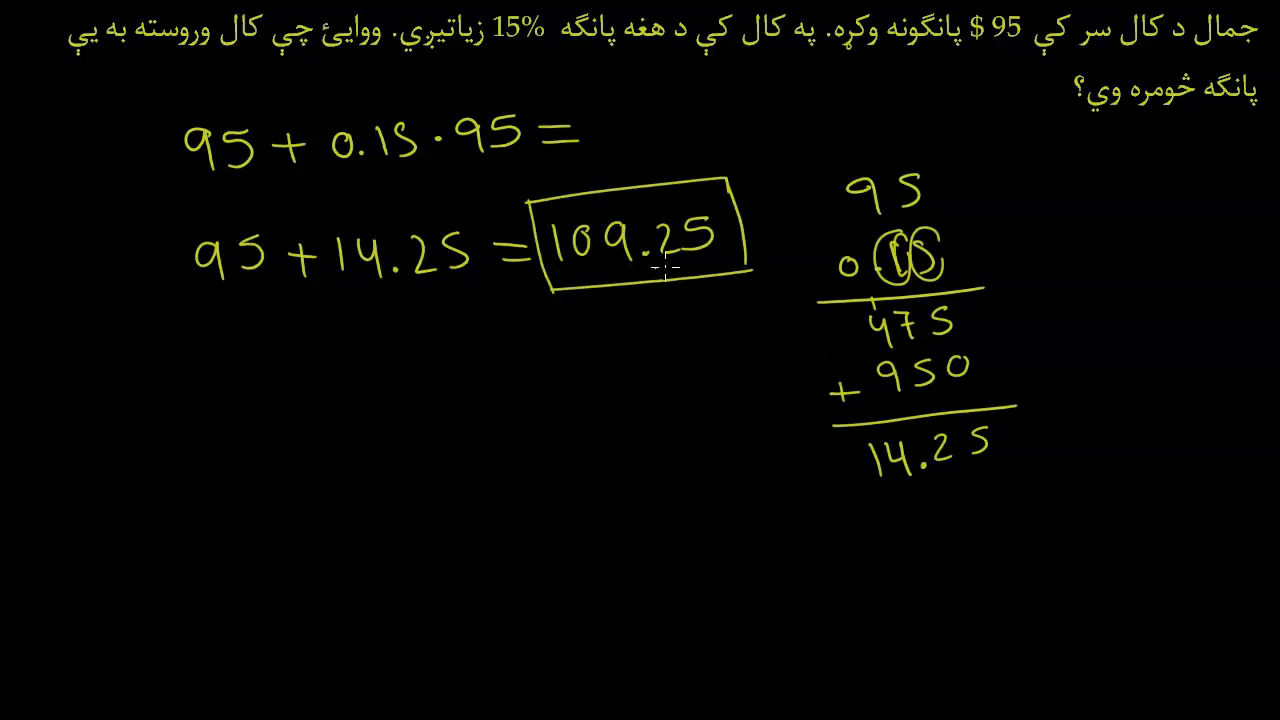 جمال د کال سر کې 95 $ پانګونه وکړه. په کال کې د هغه پانګه 15% زیاتیږي. ووایئ چې کال وروسته به یې
پانګه څومره وي؟
95 + 0.15 · 95 =
95 + 14.25 = 109.25
95
0.15
1
475
+ 950
14.25